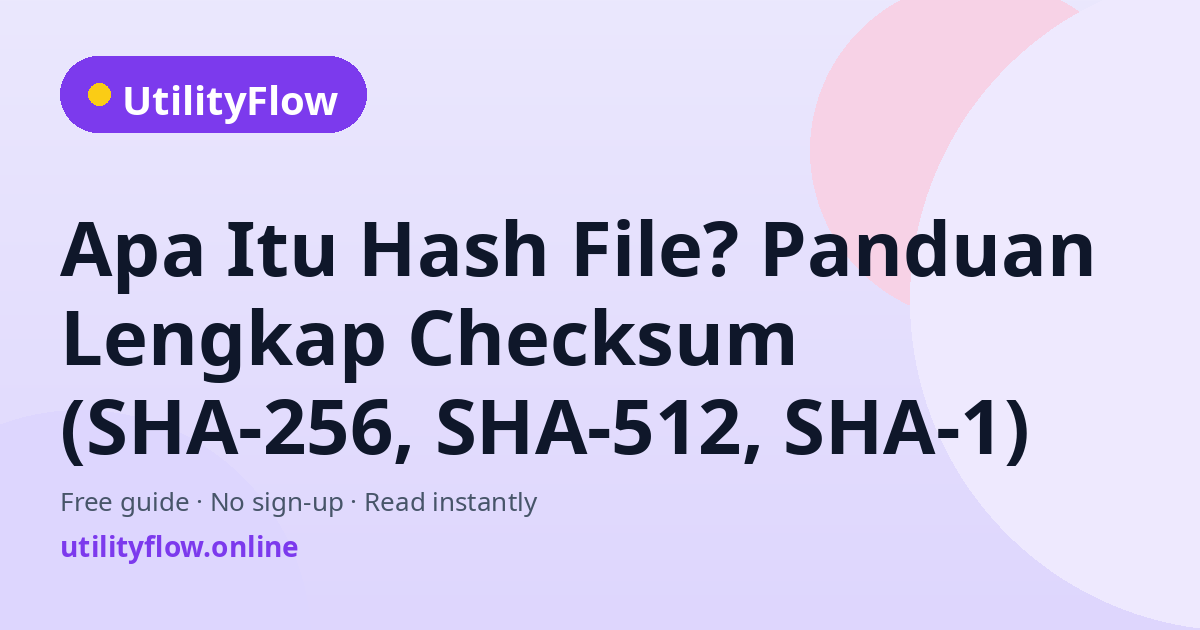 UtilityFlow
Apa Itu Hash File? Panduan
Lengkap Checksum
(SHA-256, SHA-512, SHA-1)
Free guide · No sign-up · Read instantly
utilityflow.online